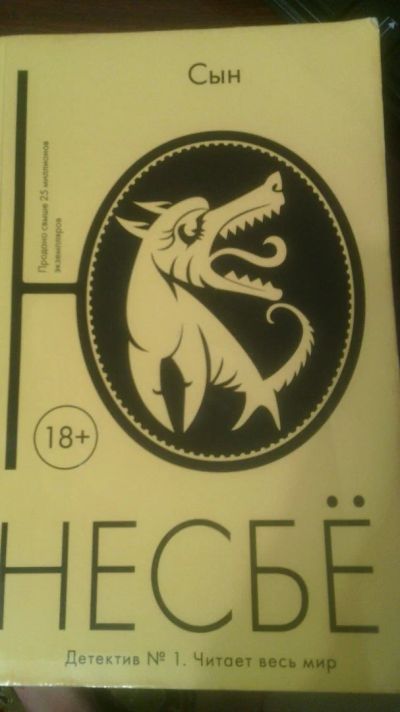 Сын
Продано свыше 25 миллионов
экземпляров
Ю
18+
НЕСБЁ
Детектив № 1. Читает весь мир